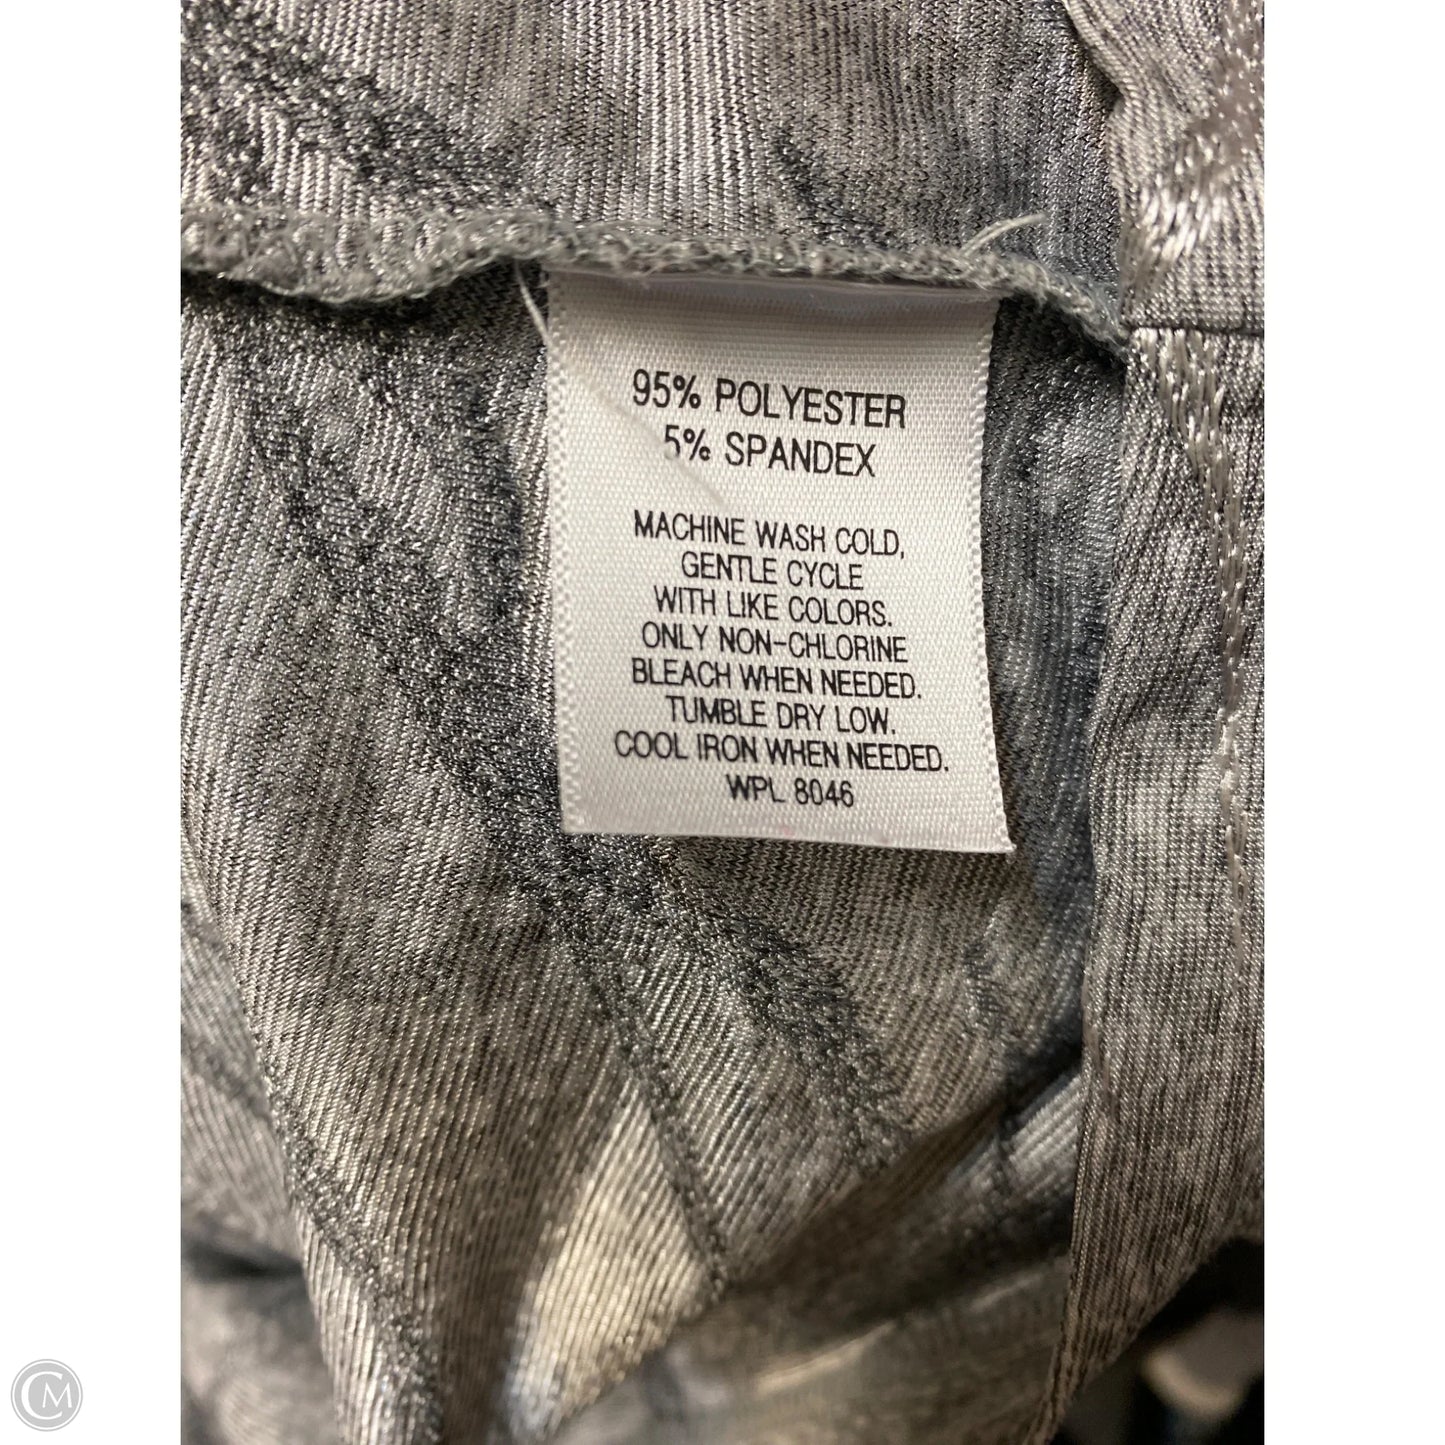 95% POLYESTER
5% SPANDEX
MACHINE WASH COLD,
GENTLE CYCLE
WITH LIKE COLORS.
ONLY NON-CHLORINE
BLEACH WHEN NEEDED.
TUMBLE DRY LOW.
COOL IRON WHEN NEEDED.
WPL 8046
CM